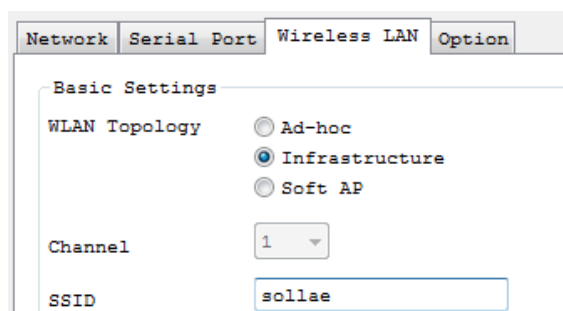 Network Serial Port Wireless LAN Option
Basic Settings
WLAN Topology Ad-hoc
Infrastructure
Soft AP
Channel 1
SSID sollae